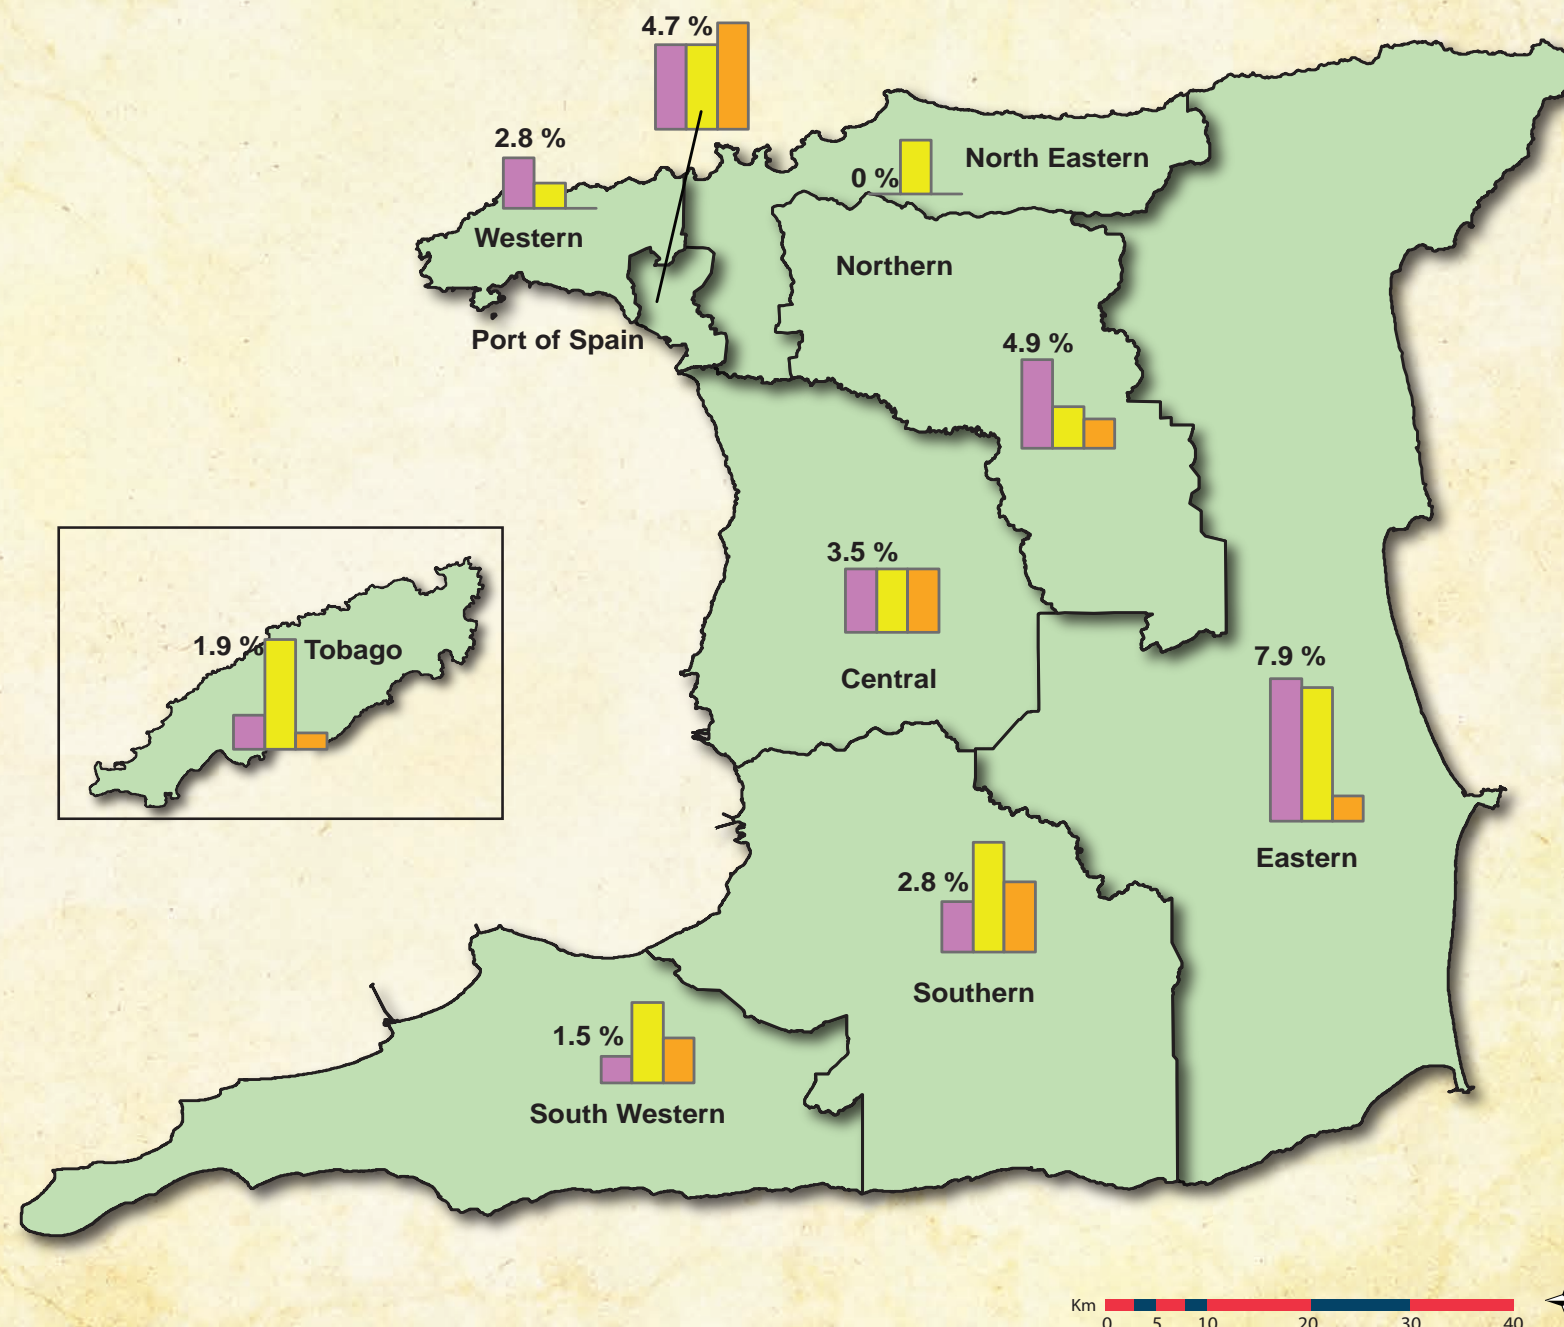 4.7 %
2.8 %
North Eastern
0 %
Western
Northern
Port of Spain
4.9 %
3.5 %
1.9 %
Tobago
7.9 %
Central
Eastern
2.8 %
Southern
1.5 %
South Western
Km
0 5 10 20 30 40